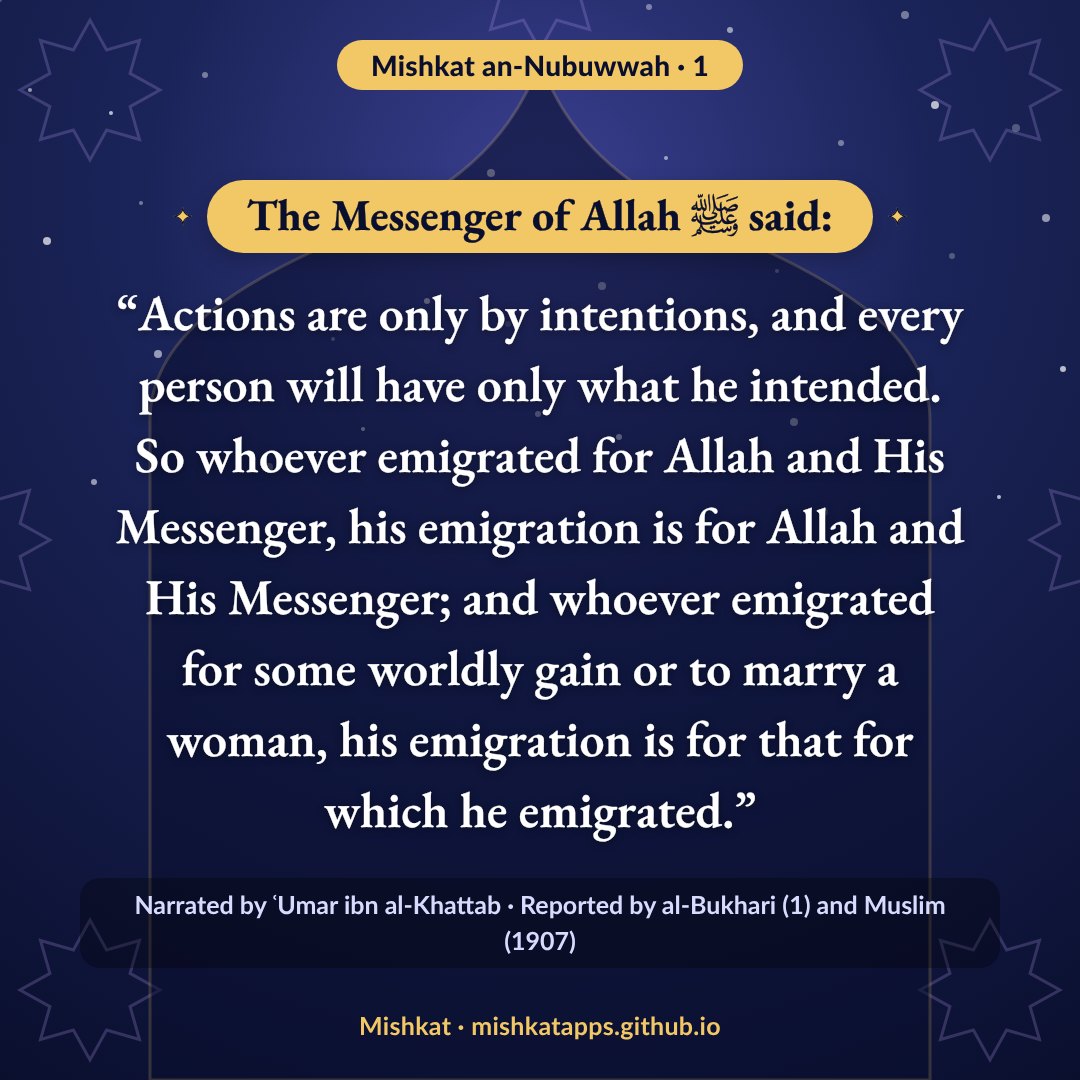 Mishkat an-Nubuwwah · 1
The Messenger of Allah ﷺ said:
“Actions are only by intentions, and every
person will have only what he intended.
So whoever emigrated for Allah and His
Messenger, his emigration is for Allah and
His Messenger; and whoever emigrated
for some worldly gain or to marry a
woman, his emigration is for that for
which he emigrated.”
Narrated by ʿUmar ibn al-Khattab · Reported by al-Bukhari (1) and Muslim
(1907)
Mishkat · mishkatapps.github.io